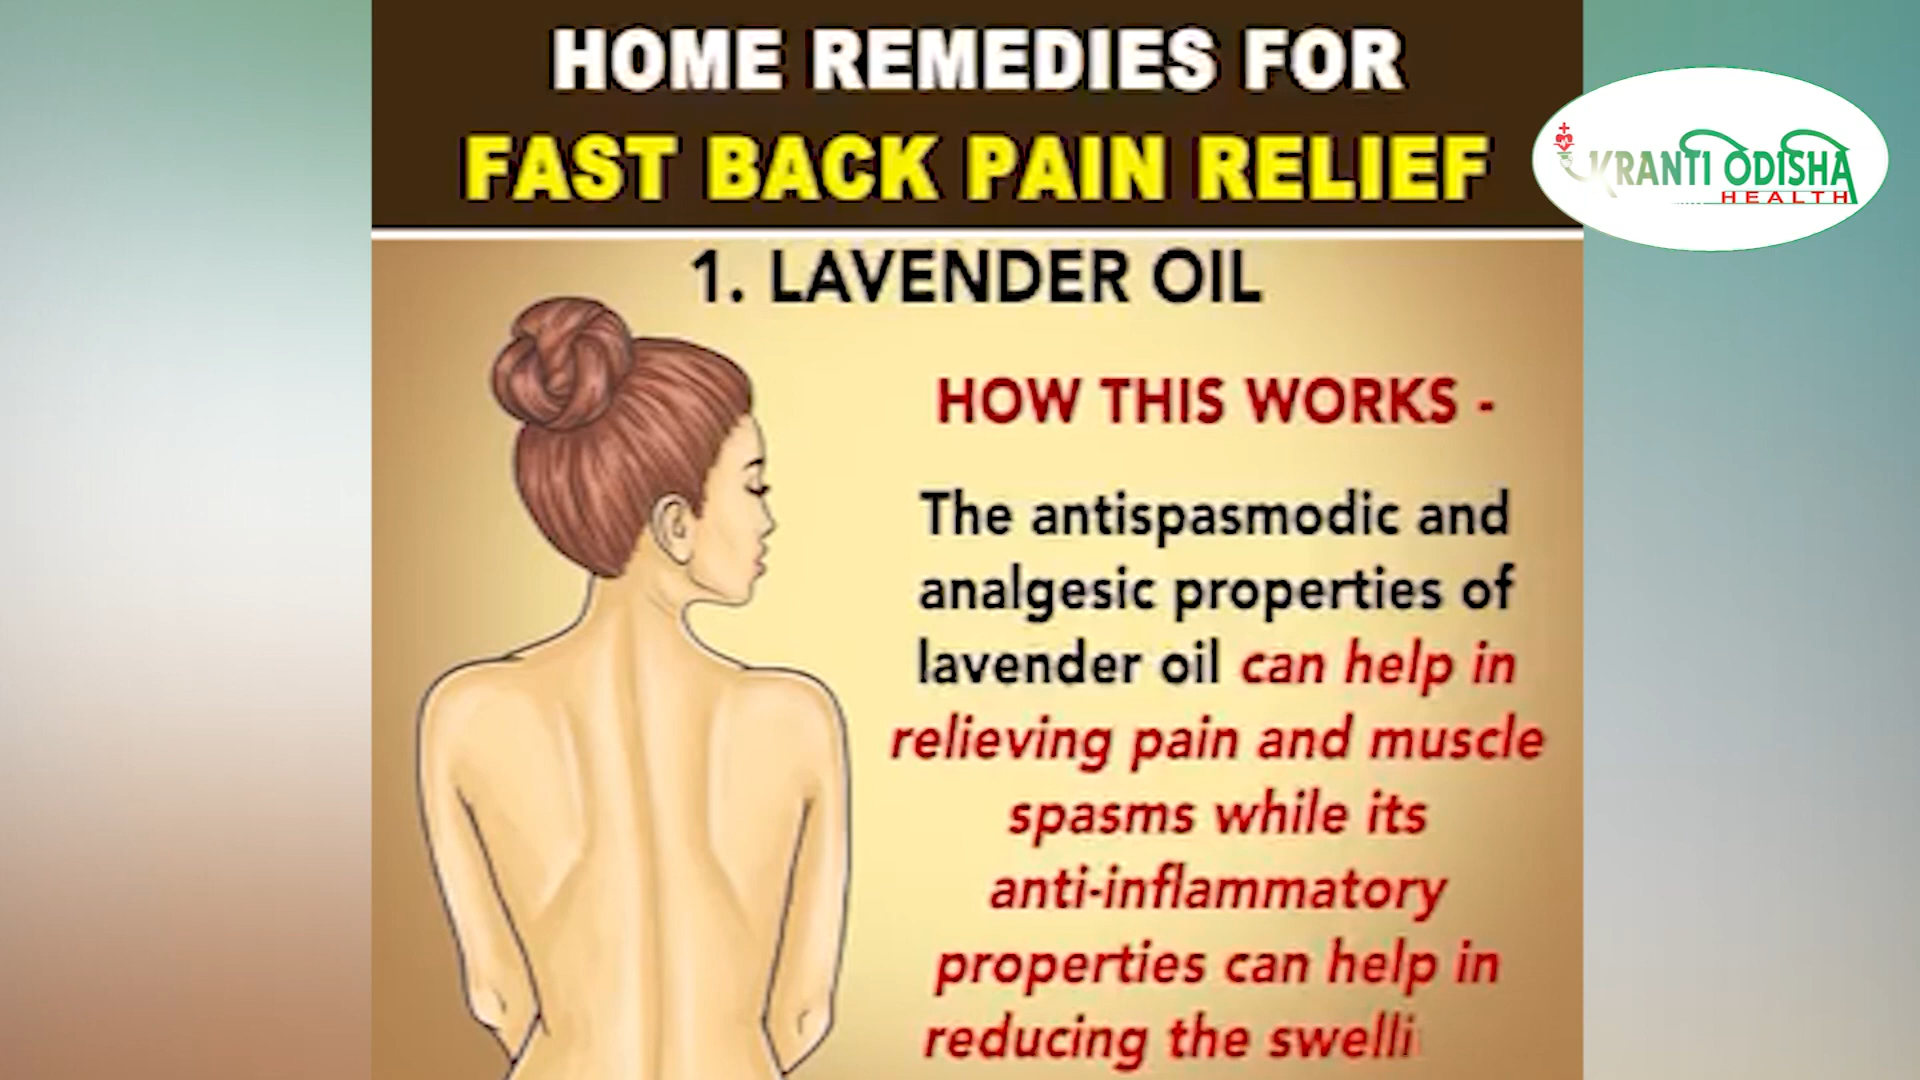 HOME REMEDIES FOR
FAST BACK PAIN RELIEF
KRANTI ODISHA
HEALTH
1. LAVENDER OIL
HOW THIS WORKS -
The antispasmodic and
analgesic properties of
lavender oil can help in
relieving pain and muscle
spasms while its
anti-inflammatory
properties can help in
reducing the swelli